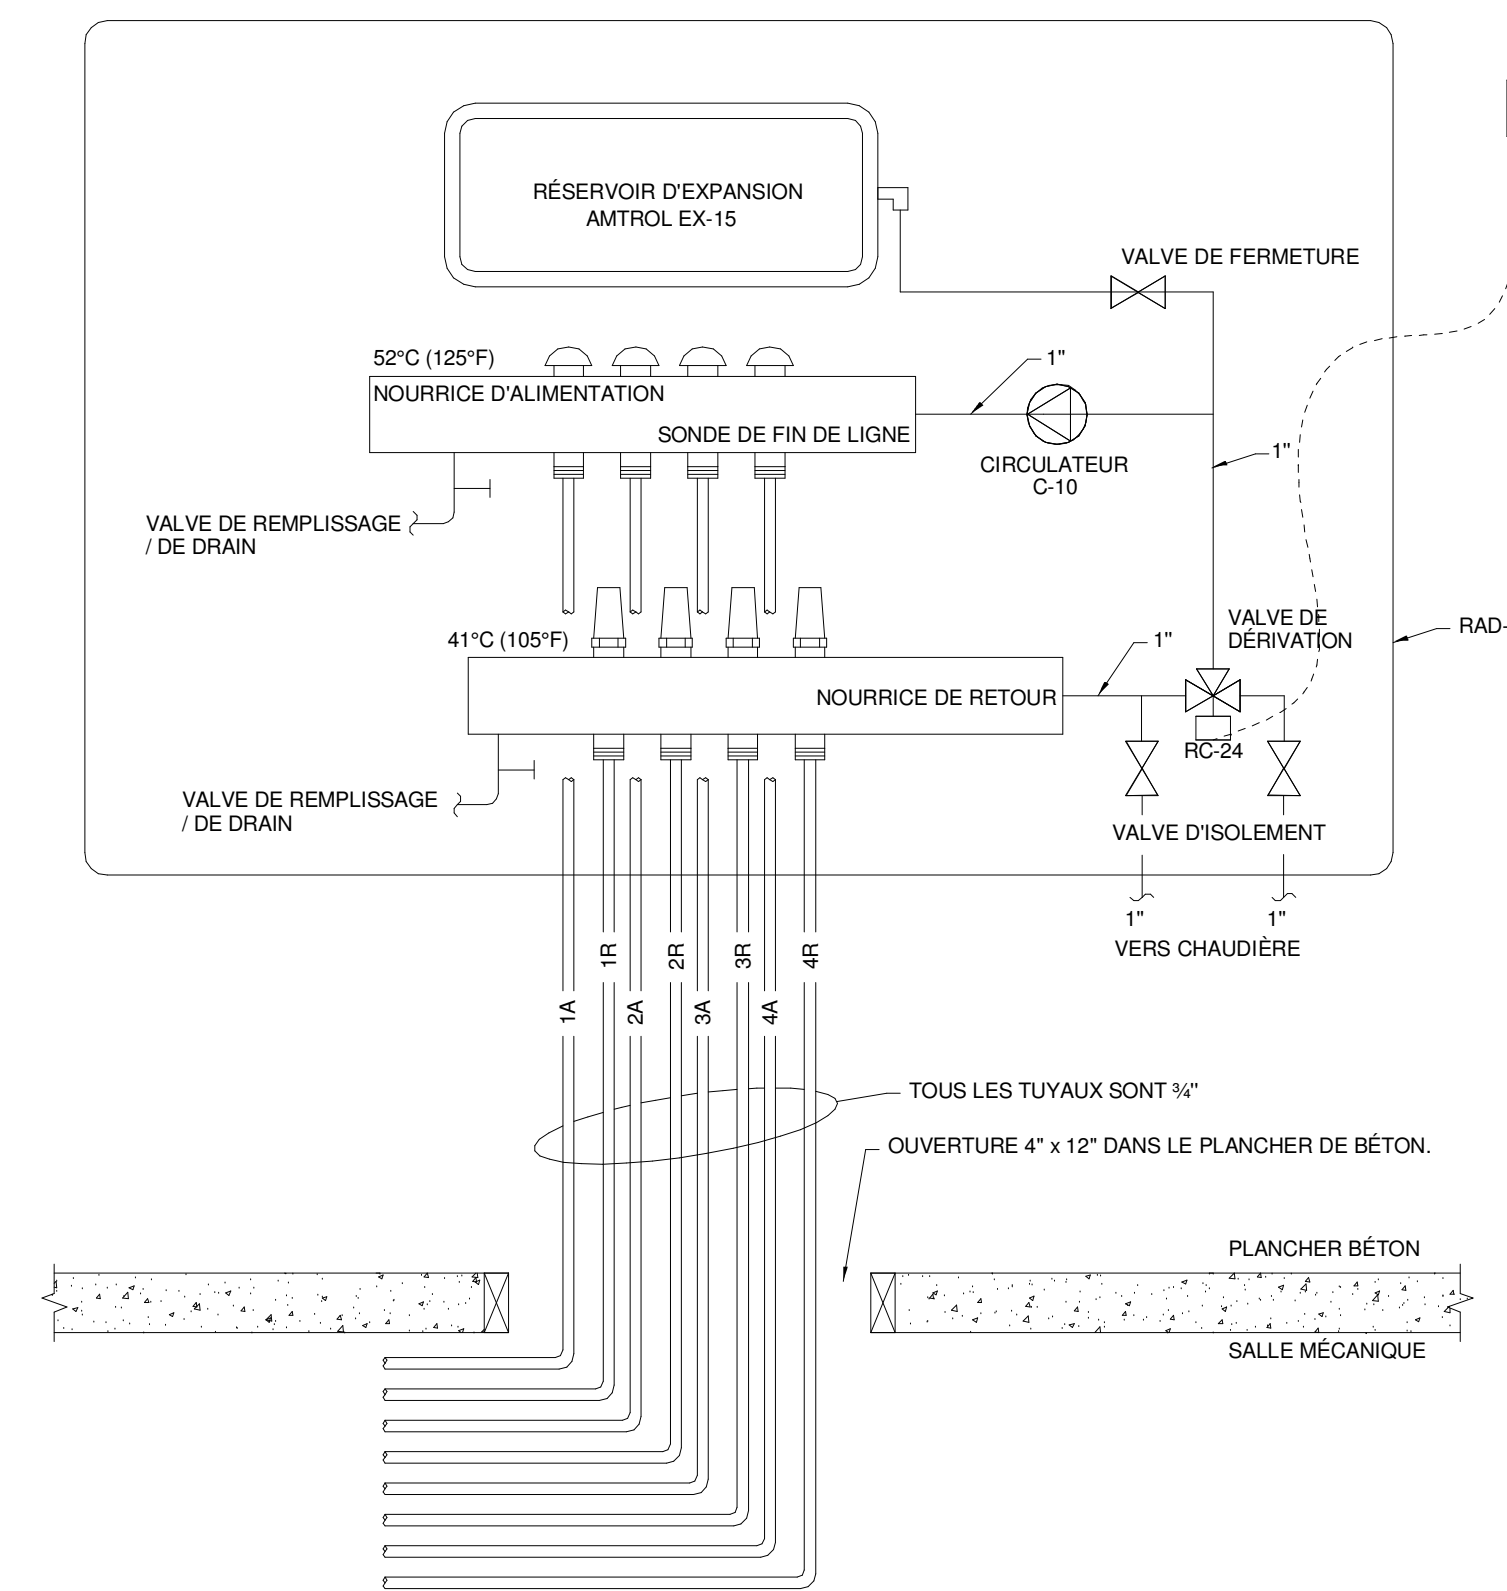 RÉSERVOIR D'EXPANSION
AMTROL EX-15
VALVE DE FERMETURE
52°C (125°F)
1"
NOURRICE D'ALIMENTATION
SONDE DE FIN DE LIGNE
CIRCULATEUR
C-10
1"
VALVE DE REMPLISSAGE
/ DE DRAIN
VALVE DE
DÉRIVATION
RAD-
41°C (105°F)
1"
NOURRICE DE RETOUR
RC-24
VALVE DE REMPLISSAGE
/ DE DRAIN
VALVE D'ISOLEMENT
1"
1"
VERS CHAUDIÈRE
1R
2R
3R
4R
1A
2A
3A
4A
TOUS LES TUYAUX SONT ¾"
OUVERTURE 4" x 12" DANS LE PLANCHER DE BÉTON.
PLANCHER BÉTON
SALLE MÉCANIQUE